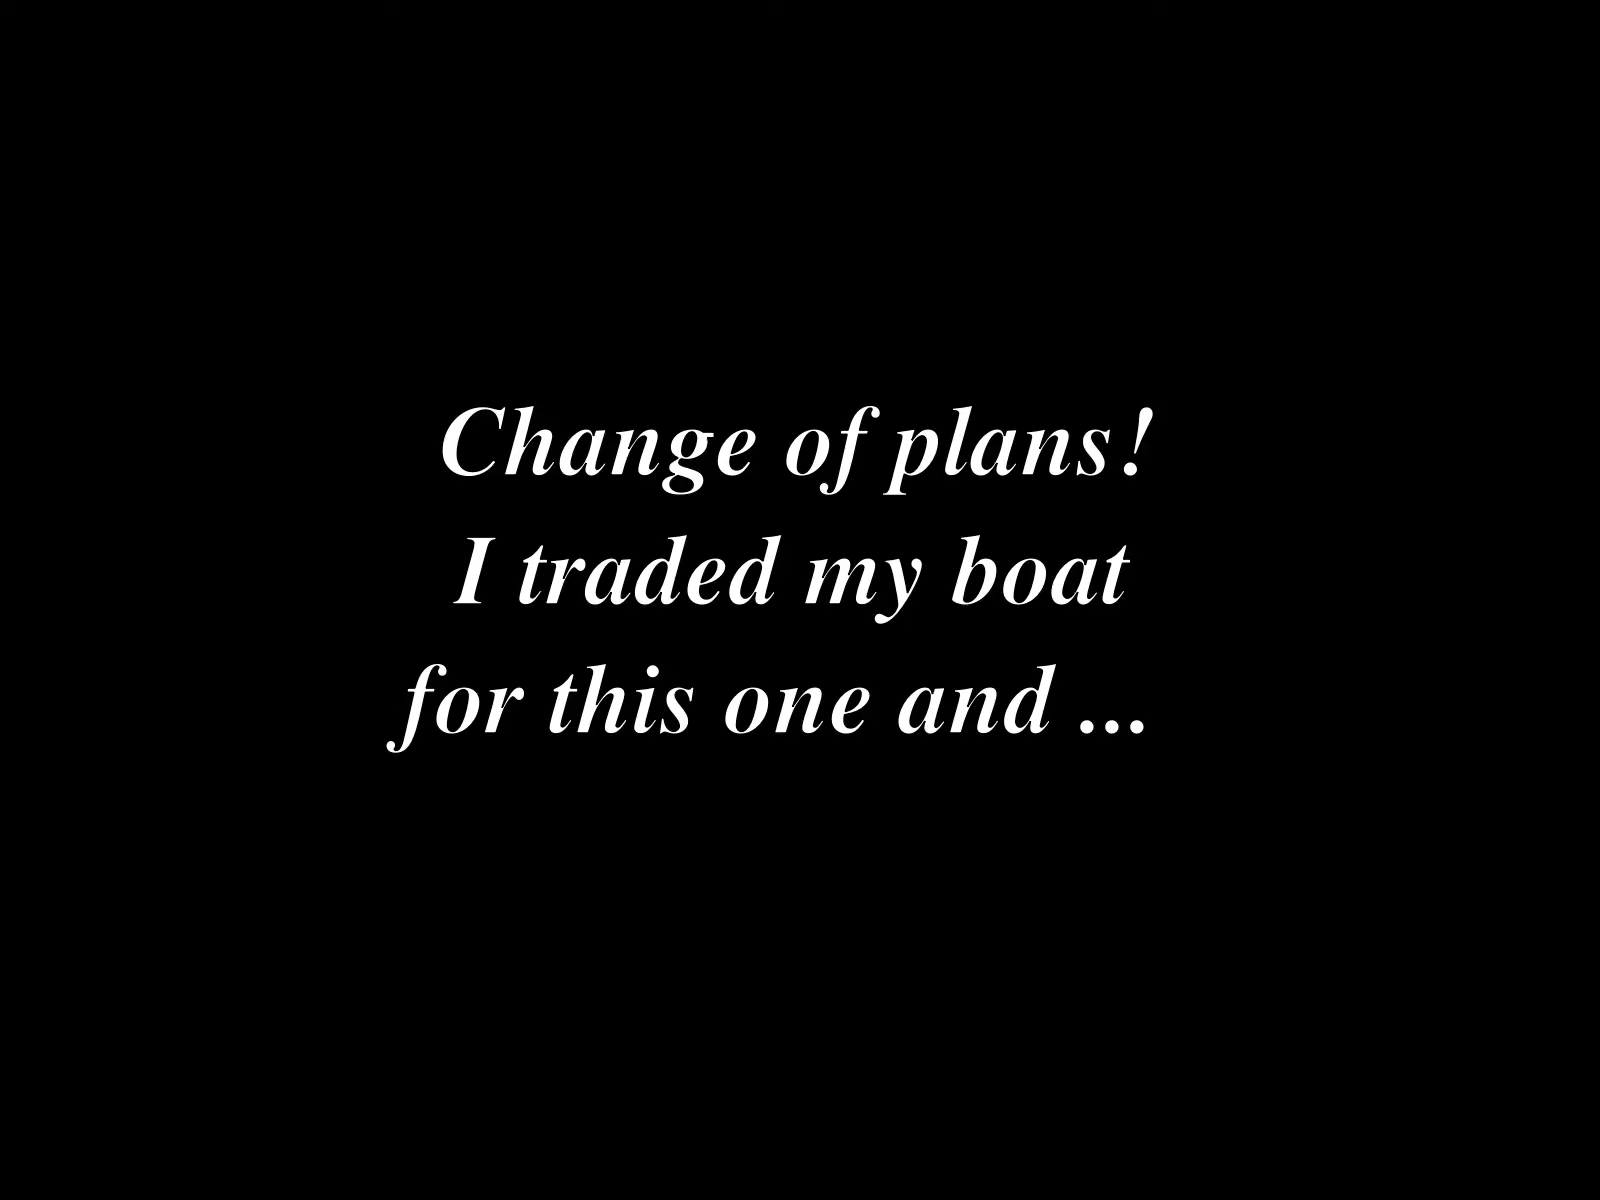 Change of plans!
I traded my boat
for this one and ...